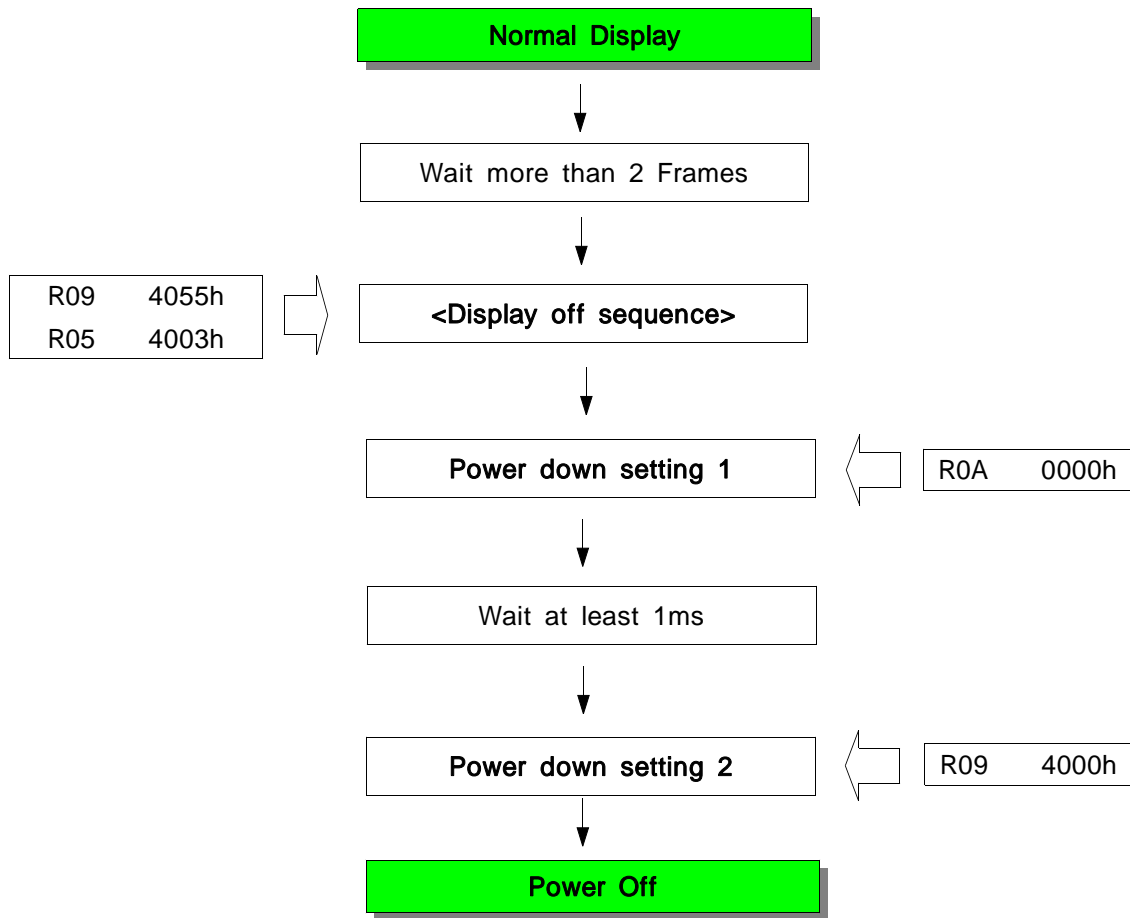 Normal Display
Wait more than 2 Frames
R09 4055h
R05 4003h
<Display off sequence>
Power down setting 1
R0A 0000h
Wait at least 1ms
Power down setting 2
R09 4000h
Power Off